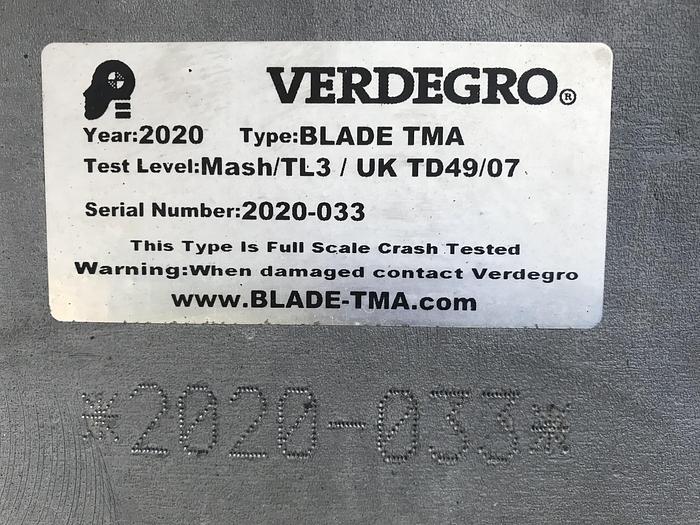 VERDEGRO®
Year:2020 Type:BLADE TMA
Test Level:Mash/TL3 / UK TD49/07
Serial Number:2020-033
This Type Is Full Scale Crash Tested
Warning:When damaged contact Verdegro
www.BLADE-TMA.com
*2020-033*